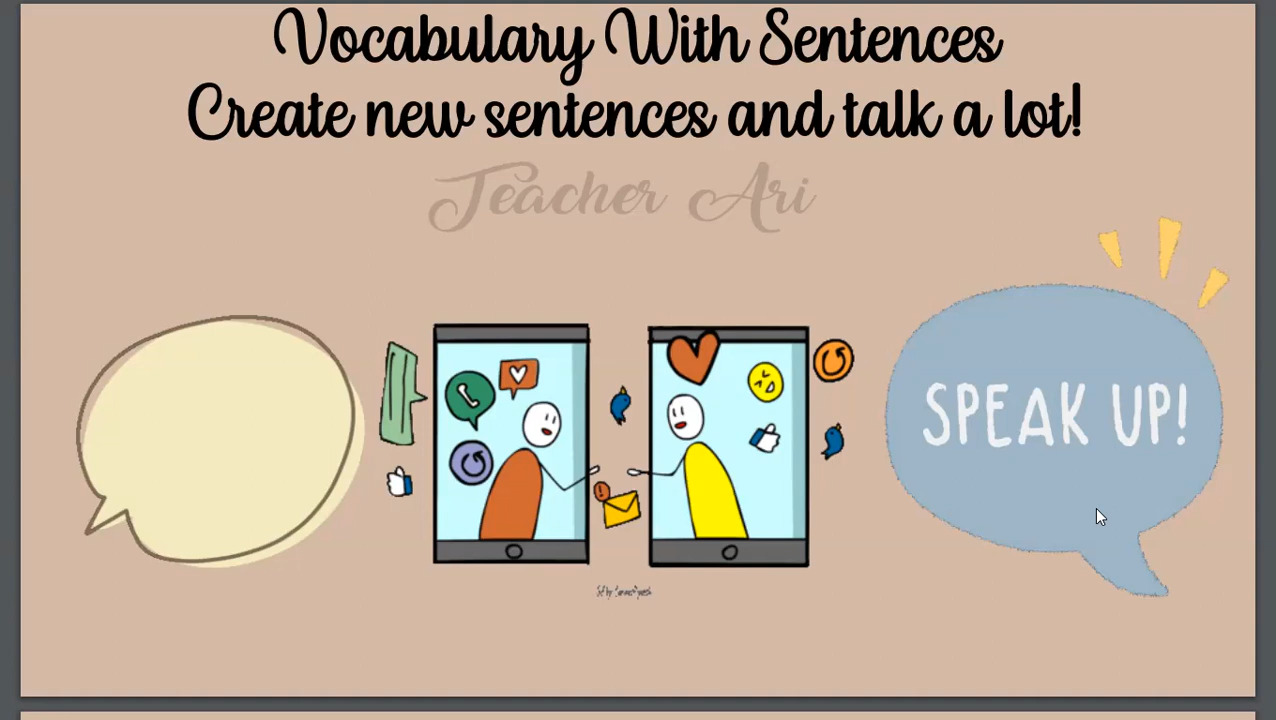 Vocabulary With Sentences
Create new sentences and talk a lot!
Teacher Ari
SPEAK UP!